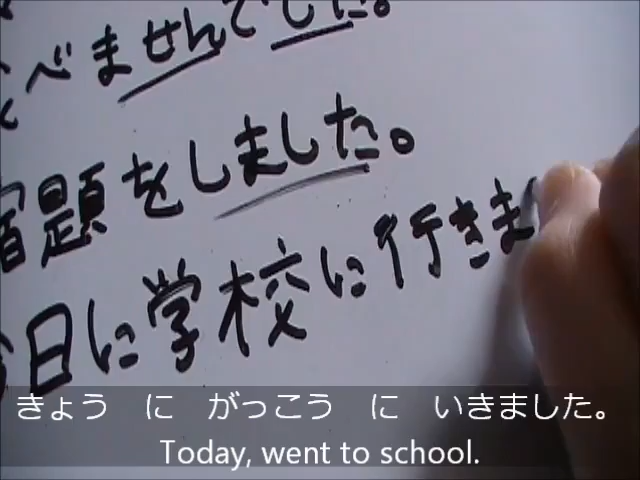 べませんでした。
宿題をしました。
今日に学校に行きま
きょう に がっこう に いきました。
Today, went to school.